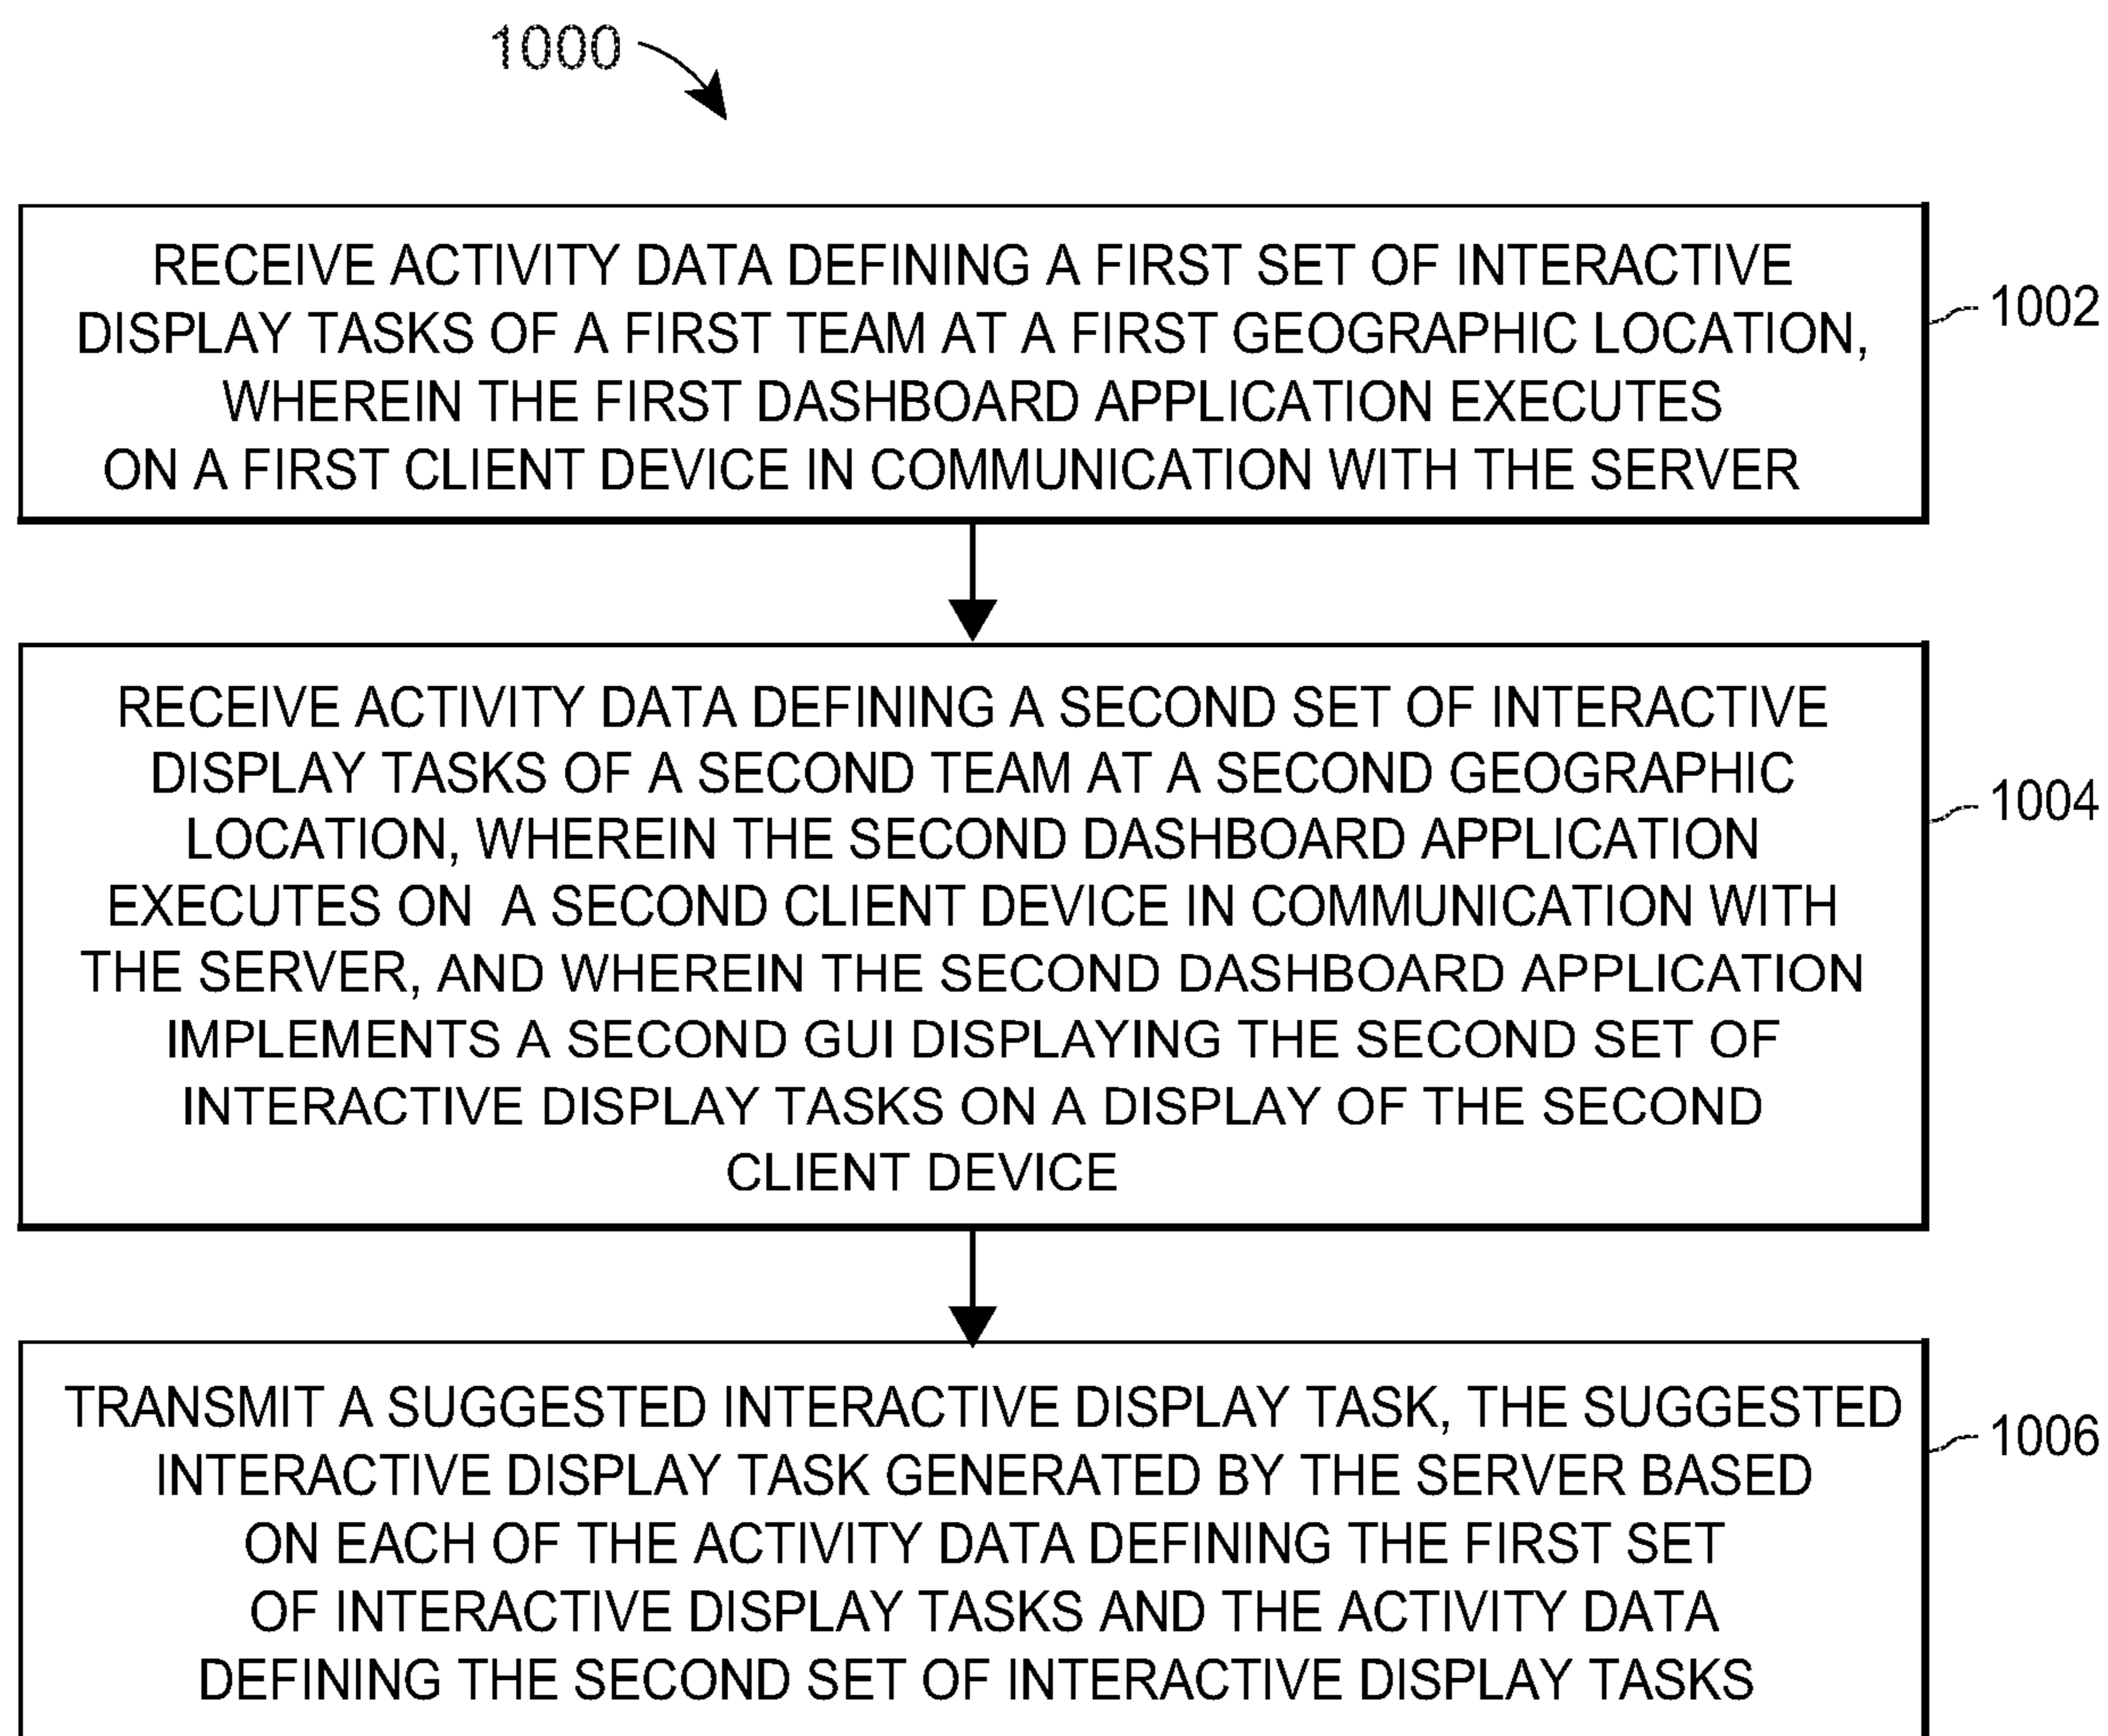 1000
RECEIVE ACTIVITY DATA DEFINING A FIRST SET OF INTERACTIVE
DISPLAY TASKS OF A FIRST TEAM AT A FIRST GEOGRAPHIC LOCATION,
WHEREIN THE FIRST DASHBOARD APPLICATION EXECUTES
ON A FIRST CLIENT DEVICE IN COMMUNICATION WITH THE SERVER
1002
RECEIVE ACTIVITY DATA DEFINING A SECOND SET OF INTERACTIVE
DISPLAY TASKS OF A SECOND TEAM AT A SECOND GEOGRAPHIC
LOCATION, WHEREIN THE SECOND DASHBOARD APPLICATION
EXECUTES ON A SECOND CLIENT DEVICE IN COMMUNICATION WITH
THE SERVER, AND WHEREIN THE SECOND DASHBOARD APPLICATION
IMPLEMENTS A SECOND GUI DISPLAYING THE SECOND SET OF
INTERACTIVE DISPLAY TASKS ON A DISPLAY OF THE SECOND
CLIENT DEVICE
1004
TRANSMIT A SUGGESTED INTERACTIVE DISPLAY TASK, THE SUGGESTED
INTERACTIVE DISPLAY TASK GENERATED BY THE SERVER BASED
ON EACH OF THE ACTIVITY DATA DEFINING THE FIRST SET
OF INTERACTIVE DISPLAY TASKS AND THE ACTIVITY DATA
DEFINING THE SECOND SET OF INTERACTIVE DISPLAY TASKS
1006